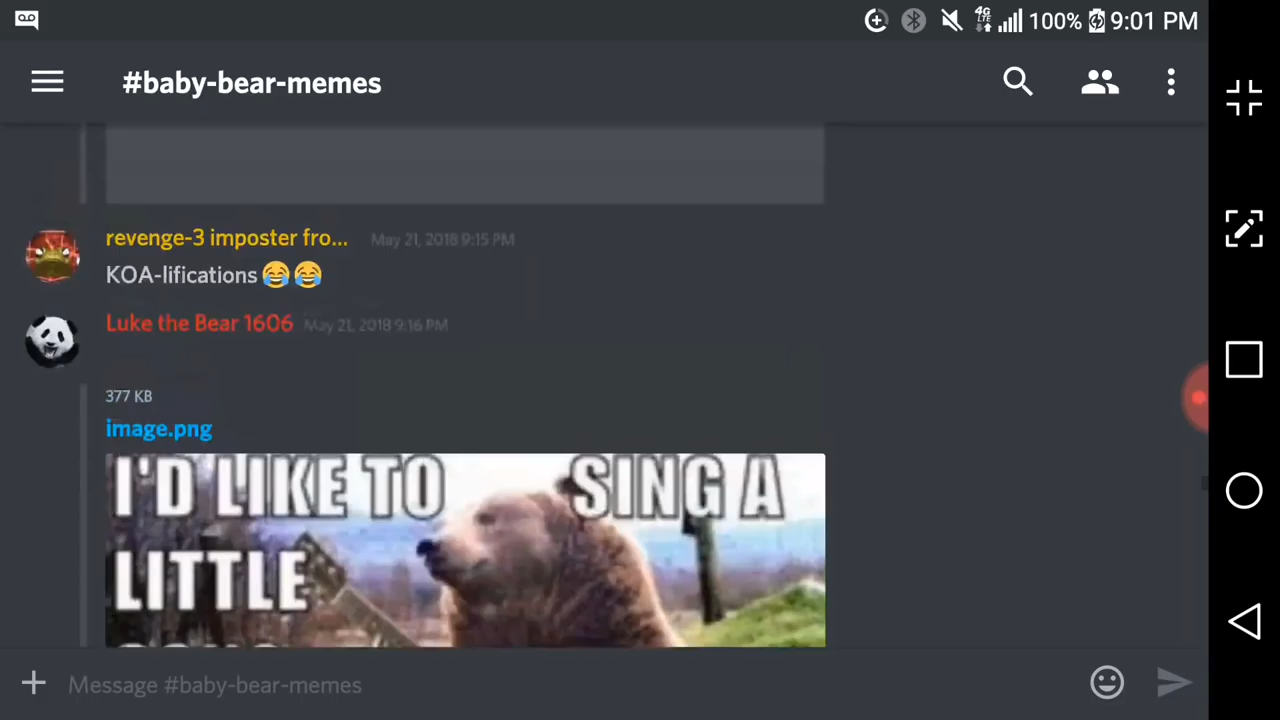 4G
LTE
100%
9:01 PM
#baby-bear-memes
revenge-3 imposter fro...
May 21, 2018 9:15 PM
KOA-lifications 😂😂
Luke the Bear 1606
May 21, 2018 9:16 PM
377 KB
image.png
I'D LIKE TO SING A
LITTLE
Message #baby-bear-memes